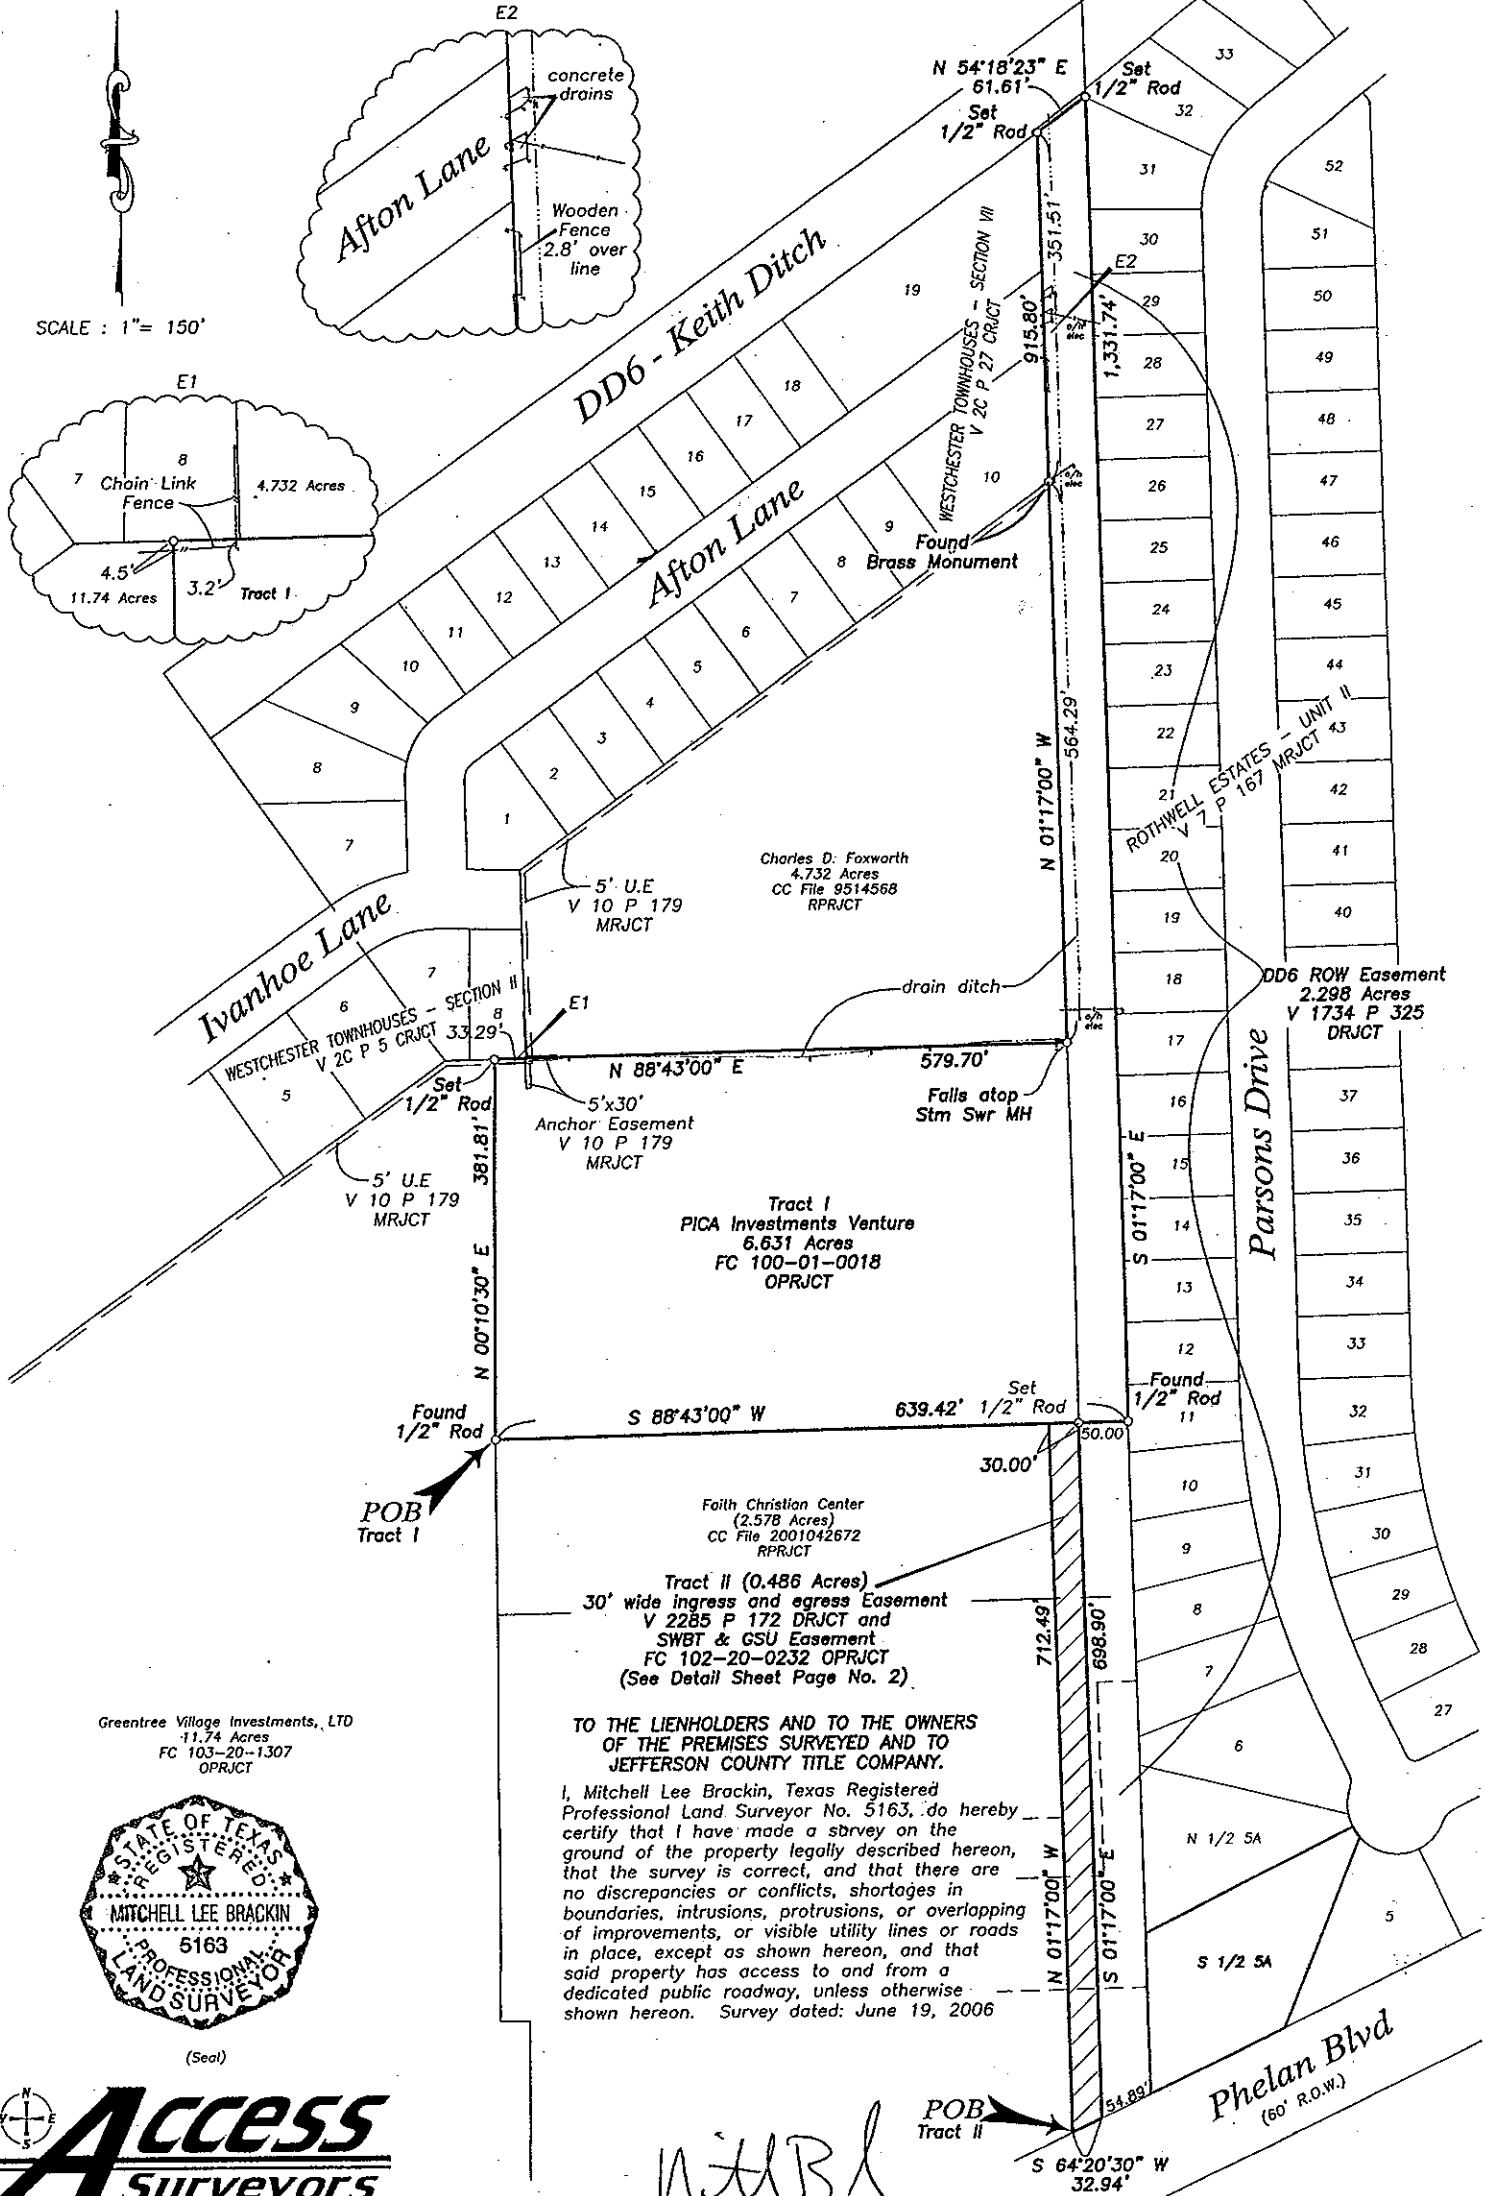 E2
concrete
drains
Afton Lane
Wooden
Fence
2.8' over
line
SCALE : 1"= 150'
E1
7
8
Chain Link
Fence
4.732 Acres
4.5'
3.2'
11.74 Acres
Tract I
N 54°18'23" E
61.61'
Set
1/2" Rod
Set
1/2" Rod
DD6 - Keith Ditch
19
18
17
16
15
14
13
12
11
10
9
8
7
Afton Lane
10
9
8
7
6
5
4
3
2
1
WESTCHESTER TOWNHOUSES - SECTION VII
V 2C P 27 CRJCT
915.80'
351.51'
1,331.74'
E2
o/h
elec
o/h
elec
Found
Brass Monument
564.29'
N 01°17'00" W
33
32
31
30
29
28
27
26
25
24
23
22
21
20
19
18
17
16
15
14
13
12
11
10
9
8
7
6
N 1/2 5A
S 1/2 5A
5
52
51
50
49
48
47
46
45
44
43
42
41
40
37
36
35
34
33
32
31
30
29
28
27
ROTHWELL ESTATES - UNIT II
V 7 P 167 MRJCT
Charles D. Foxworth
4.732 Acres
CC File 9514568
RPRJCT
5' U.E
V 10 P 179
MRJCT
Ivanhoe Lane
7
6
5
8
WESTCHESTER TOWNHOUSES - SECTION II
V 2C P 5 CRJCT
33.29'
E1
drain ditch
o/h
elec
DD6 ROW Easement
2.298 Acres
V 1734 P 325
DRJCT
Parsons Drive
N 88°43'00" E
579.70'
Set
1/2" Rod
5'x30'
Anchor Easement
V 10 P 179
MRJCT
Falls atop
Stm Swr MH
5' U.E
V 10 P 179
MRJCT
381.81'
N 00°10'30" E
Tract I
PICA Investments Venture
6.631 Acres
FC 100-01-0018
OPRJCT
S 01°17'00" E
Found
1/2" Rod
S 88°43'00" W
639.42'
Set
1/2" Rod
Found
1/2" Rod
50.00
30.00'
POB
Tract I
Faith Christian Center
(2.578 Acres)
CC File 2001042672
RPRJCT
Tract II (0.486 Acres)
30' wide ingress and egress Easement
V 2285 P 172 DRJCT and
SWBT & GSU Easement
FC 102-20-0232 OPRJCT
(See Detail Sheet Page No. 2)
712.49'
698.90'
Greentree Village Investments, LTD
11.74 Acres
FC 103-20-1307
OPRJCT
TO THE LIENHOLDERS AND TO THE OWNERS
OF THE PREMISES SURVEYED AND TO
JEFFERSON COUNTY TITLE COMPANY.
I, Mitchell Lee Brackin, Texas Registered
Professional Land Surveyor No. 5163, do hereby
certify that I have made a survey on the
ground of the property legally described hereon,
that the survey is correct, and that there are
no discrepancies or conflicts, shortages in
boundaries, intrusions, protrusions, or overlapping
of improvements, or visible utility lines or roads
in place, except as shown hereon, and that
said property has access to and from a
dedicated public roadway, unless otherwise
shown hereon. Survey dated: June 19, 2006
N 01°17'00" W
S 01°17'00" E
STATE OF TEXAS
REGISTERED
MITCHELL LEE BRACKIN
5163
PROFESSIONAL
LAND SURVEYOR
(Seal)
N
E
S
Access
Surveyors
POB
Tract II
54.89'
S 64°20'30" W
32.94'
Phelan Blvd
(60' R.O.W.)